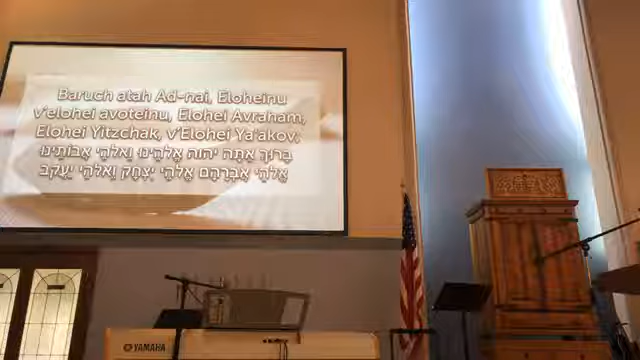 Baruch atah Ad-nai, Eloheinu
v'elohei avoteinu, Elohei Avraham,
Elohei Yitzchak, v'Elohei Ya'akov,
בָּרוּךְ אַתָּה יהוה אֱלֹהֵינוּ וֵאלֹהֵי אֲבוֹתֵינוּ
אֱלֹהֵי אַבְרָהָם אֱלֹהֵי יִצְחָק וֵאלֹהֵי יַעֲקֹב
YAMAHA